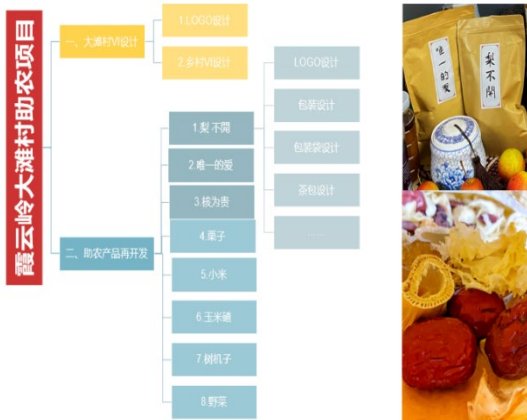 霞云岭大滩村助农项目
一、大滩村VI设计
1.LOGO设计
2.乡村VI设计
二、助农产品再开发
1.梨不閞
2.唯一的爱
3.核为贵
4.栗子
5.小米
6.玉米碴
7.树机子
8.野菜
LOGO设计
包装设计
包装袋设计
茶包设计
......
唯一的愛
梨不開